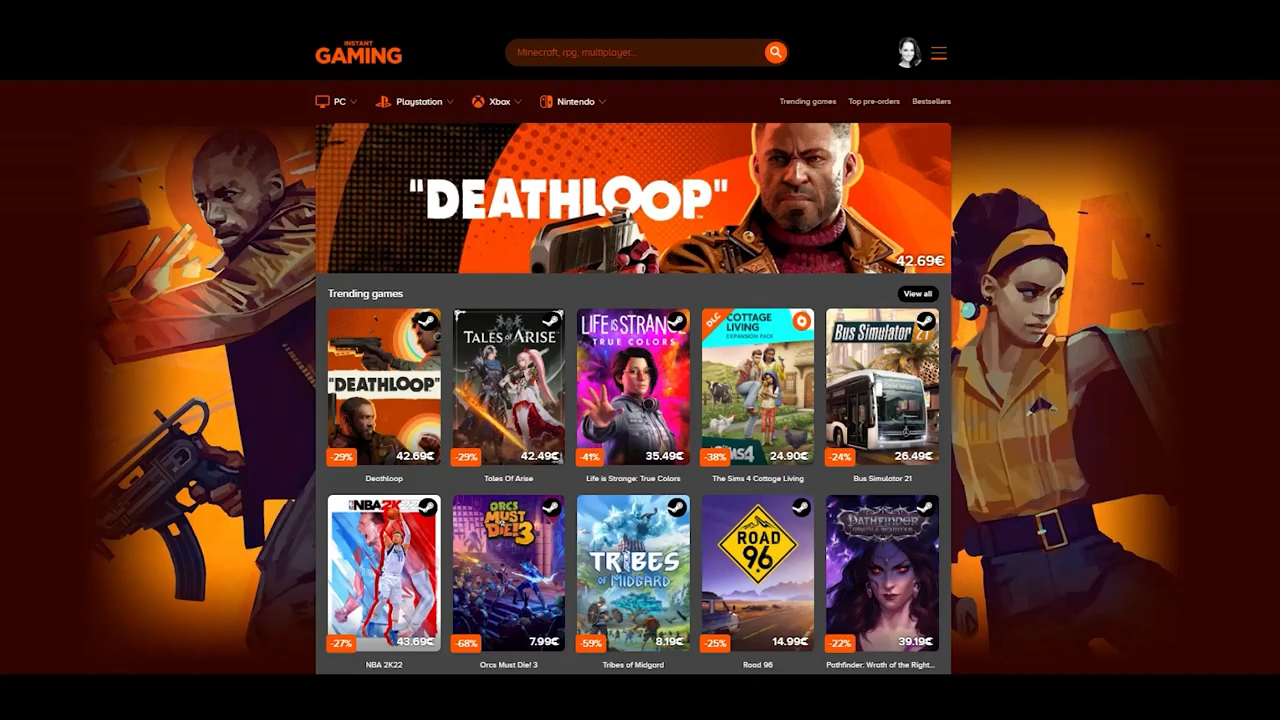 INSTANT
GAMING
Minecraft, rpg, multiplayer...
PC
Playstation
Xbox
Nintendo
Trending games
Top pre-orders
Bestsellers
"DEATHLOOP"
42.69€
Trending games
View all
"DEATHLOOP"
-29%
42.69€
Deathloop
TALES of ARISE
-29%
42.49€
Tales Of Arise
LIFE IS STRANG
TRUE COLORS
-41%
35.49€
Life is Strange: True Colors
DLC
COTTAGE
LIVING
EXPANSION PACK
SIMS4
-38%
24.90€
The Sims 4 Cottage Living
Bus Simulator 21
-24%
26.49€
Bus Simulator 21
NBA2K22
-27%
43.69€
NBA 2K22
ORCS
MUST
DIE!3
-68%
7.99€
Orcs Must Die! 3
TRIBES
OF MIDGARD
-59%
8.19€
Tribes of Midgard
ROAD
96
-25%
14.99€
Road 96
PATHFINDER
-22%
39.19€
Pathfinder: Wrath of the Right...